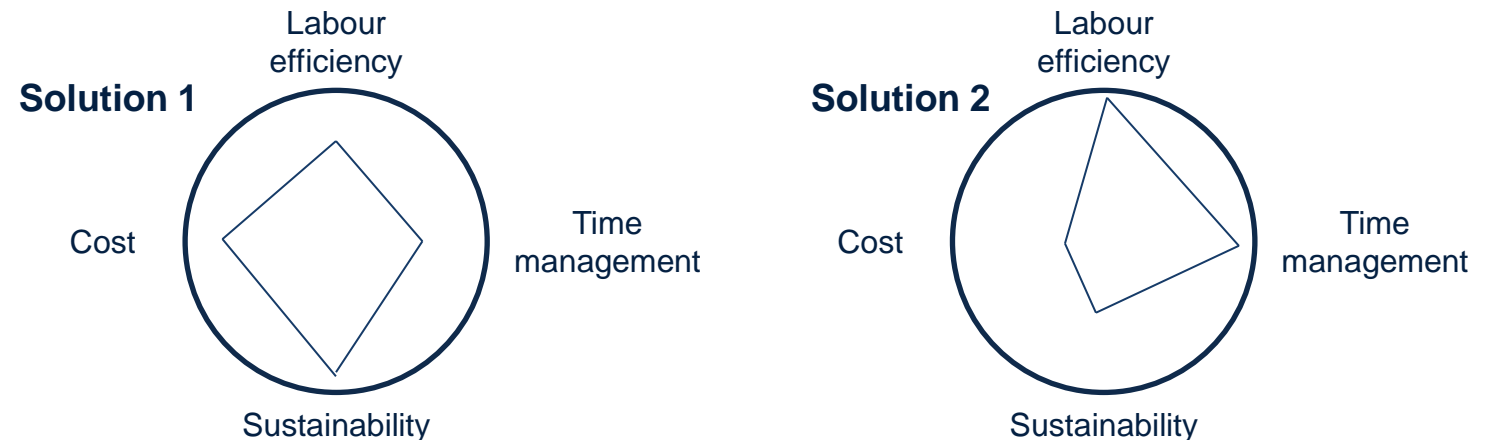 Labour
efficiency
Solution 1
Cost
Time
management
Sustainability
Labour
efficiency
Solution 2
Cost
Time
management
Sustainability